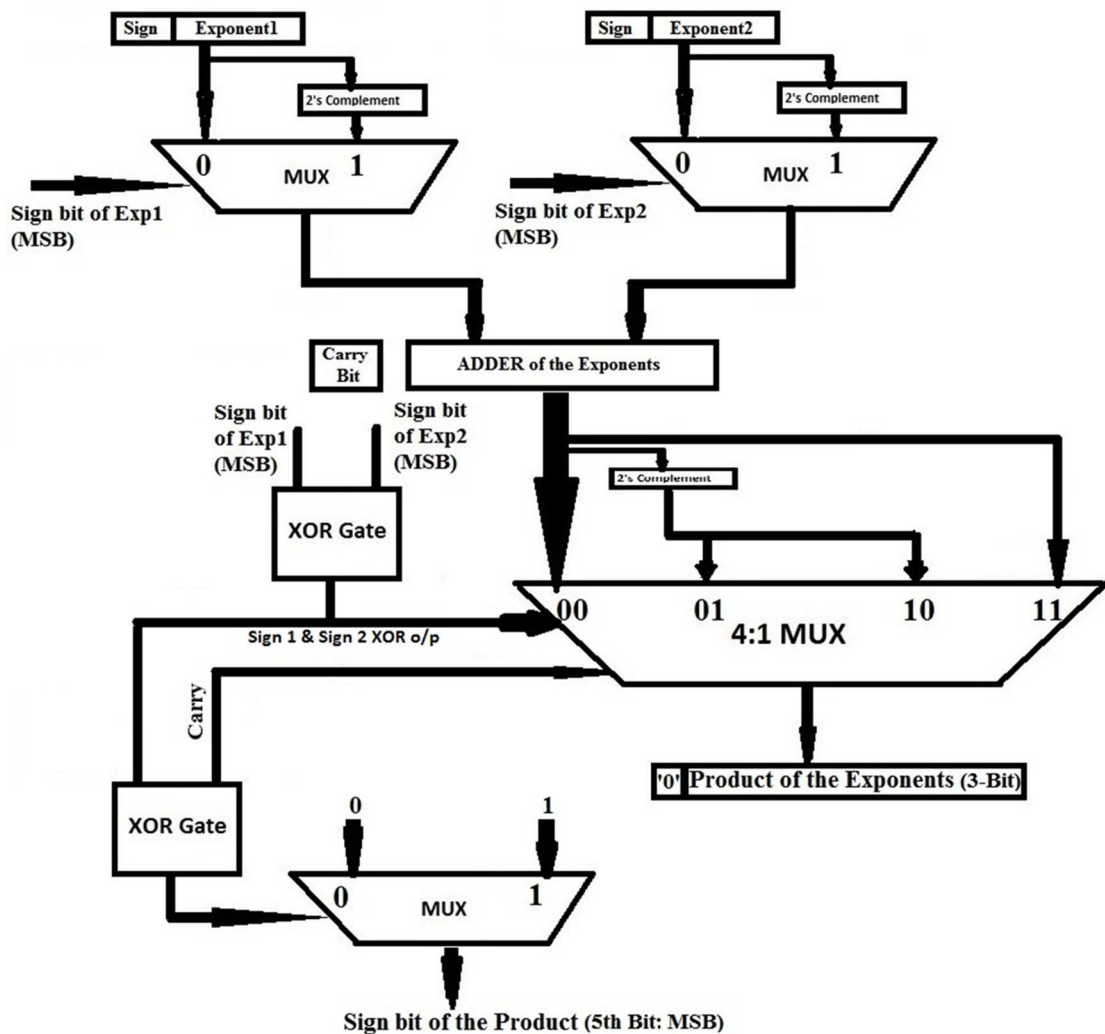 Sign Exponent1
Sign Exponent2
2's Complement
2's Complement
0 1
MUX
0 1
MUX
Sign bit of Exp1
(MSB)
Sign bit of Exp2
(MSB)
Carry
Bit
ADDER of the Exponents
Sign bit
of Exp1
(MSB)
Sign bit
of Exp2
(MSB)
2's Complement
XOR Gate
00 01 10 11
4:1 MUX
Sign 1 & Sign 2 XOR o/p
Carry
'0' Product of the Exponents (3-Bit)
XOR Gate
0 1
0 1
MUX
Sign bit of the Product (5th Bit: MSB)